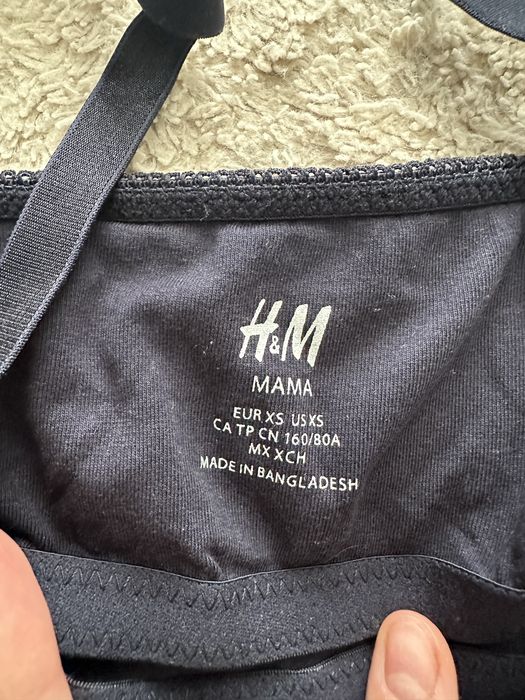 H&M
MAMA
EUR XS US XS
CA TP CN 160/80A
MX XCH
MADE IN BANGLADESH